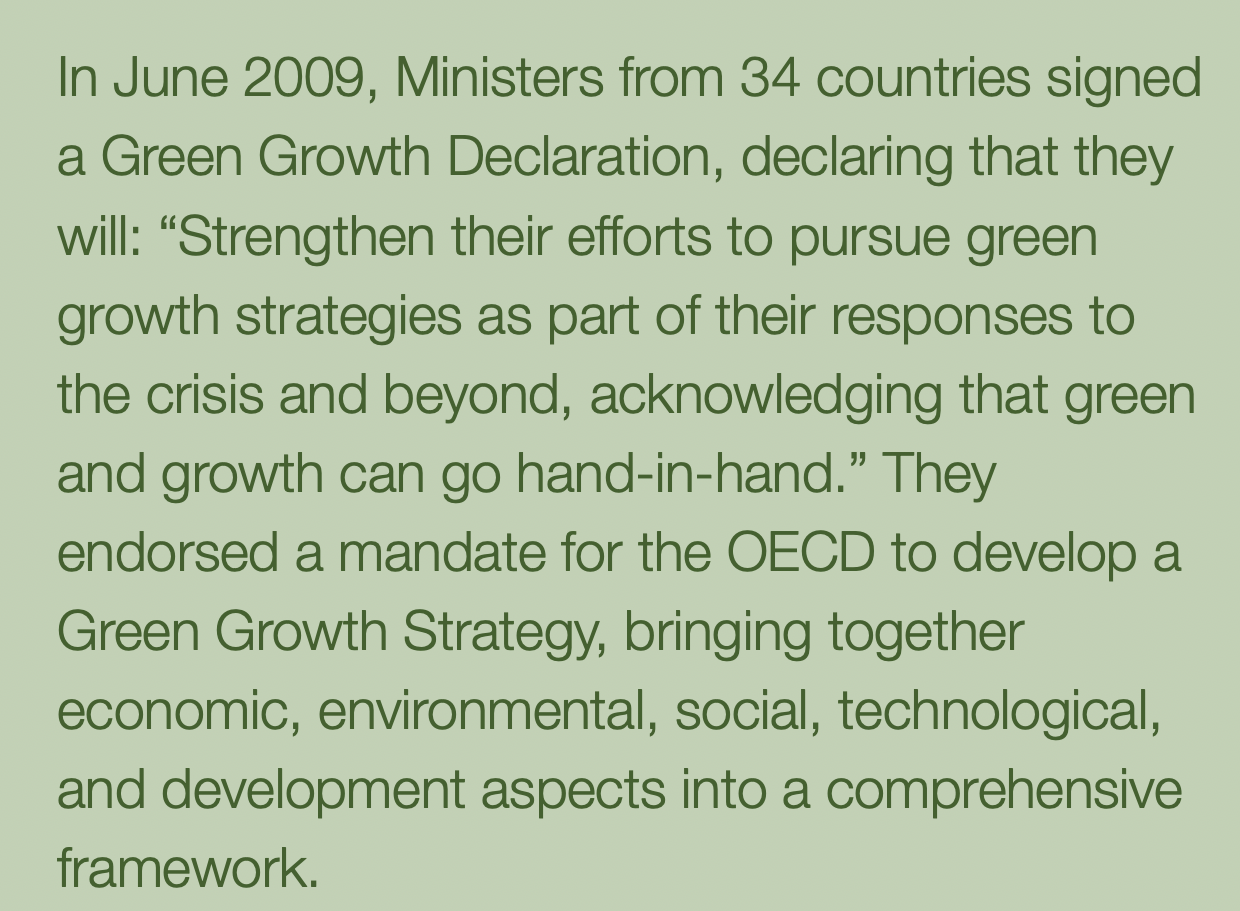 In June 2009, Ministers from 34 countries signed
a Green Growth Declaration, declaring that they
will: “Strengthen their efforts to pursue green
growth strategies as part of their responses to
the crisis and beyond, acknowledging that green
and growth can go hand-in-hand.” They
endorsed a mandate for the OECD to develop a
Green Growth Strategy, bringing together
economic, environmental, social, technological,
and development aspects into a comprehensive
framework.